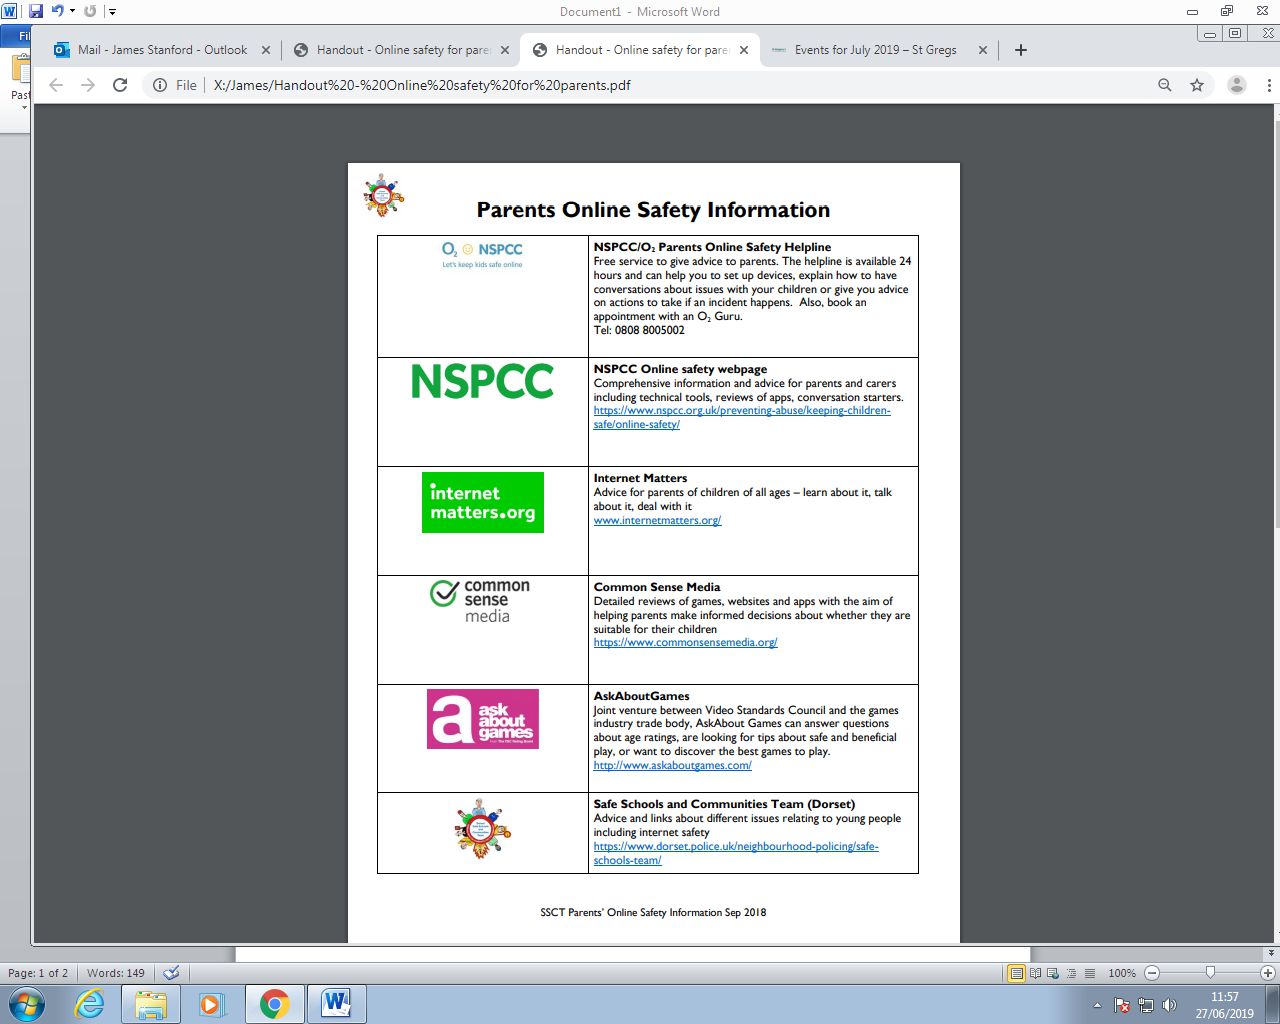 Document1 - Microsoft Word
Fil
Mail - James Stanford - Outlook
Handout - Online safety for pare
Handout - Online safety for pare
Events for July 2019 – St Gregs
Past
File
X:/James/Handout%20-%20Online%20safety%20for%20parents.pdf
Parents Online Safety Information
O2 NSPCC
Let's keep kids safe online
NSPCC/O2 Parents Online Safety Helpline
Free service to give advice to parents. The helpline is available 24
hours and can help you to set up devices, explain how to have
conversations about issues with your children or give you advice
on actions to take if an incident happens. Also, book an
appointment with an O2 Guru.
Tel: 0808 8005002
NSPCC
NSPCC Online safety webpage
Comprehensive information and advice for parents and carers
including technical tools, reviews of apps, conversation starters.
https://www.nspcc.org.uk/preventing-abuse/keeping-children-
safe/online-safety/
internet
matters.org
Internet Matters
Advice for parents of children of all ages – learn about it, talk
about it, deal with it
www.internetmatters.org/
common
sense
media
Common Sense Media
Detailed reviews of games, websites and apps with the aim of
helping parents make informed decisions about whether they are
suitable for their children
https://www.commonsensemedia.org/
a ask
about
games
AskAboutGames
Joint venture between Video Standards Council and the games
industry trade body, AskAbout Games can answer questions
about age ratings, are looking for tips about safe and beneficial
play, or want to discover the best games to play.
http://www.askaboutgames.com/
Safe Schools and Communities Team (Dorset)
Advice and links about different issues relating to young people
including internet safety
https://www.dorset.police.uk/neighbourhood-policing/safe-
schools-team/
SSCT Parents' Online Safety Information Sep 2018
Page: 1 of 2
Words: 149
100%
11:57
27/06/2019